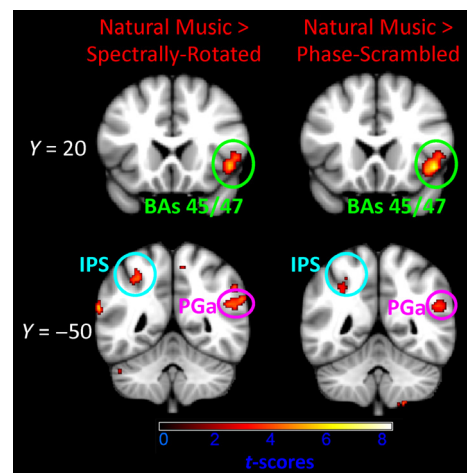 Natural Music >
Spectrally-Rotated
Natural Music >
Phase-Scrambled
Y = 20
BAs 45/47
BAs 45/47
IPS
IPS
PGa
PGa
Y = –50
0 2 4 6 8
t-scores